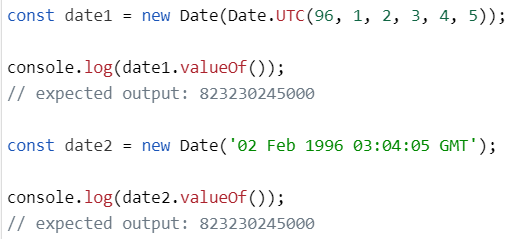 const date1 = new Date(Date.UTC(96, 1, 2, 3, 4, 5));
console.log(date1.valueOf());
// expected output: 823230245000
const date2 = new Date('02 Feb 1996 03:04:05 GMT');
console.log(date2.valueOf());
// expected output: 823230245000